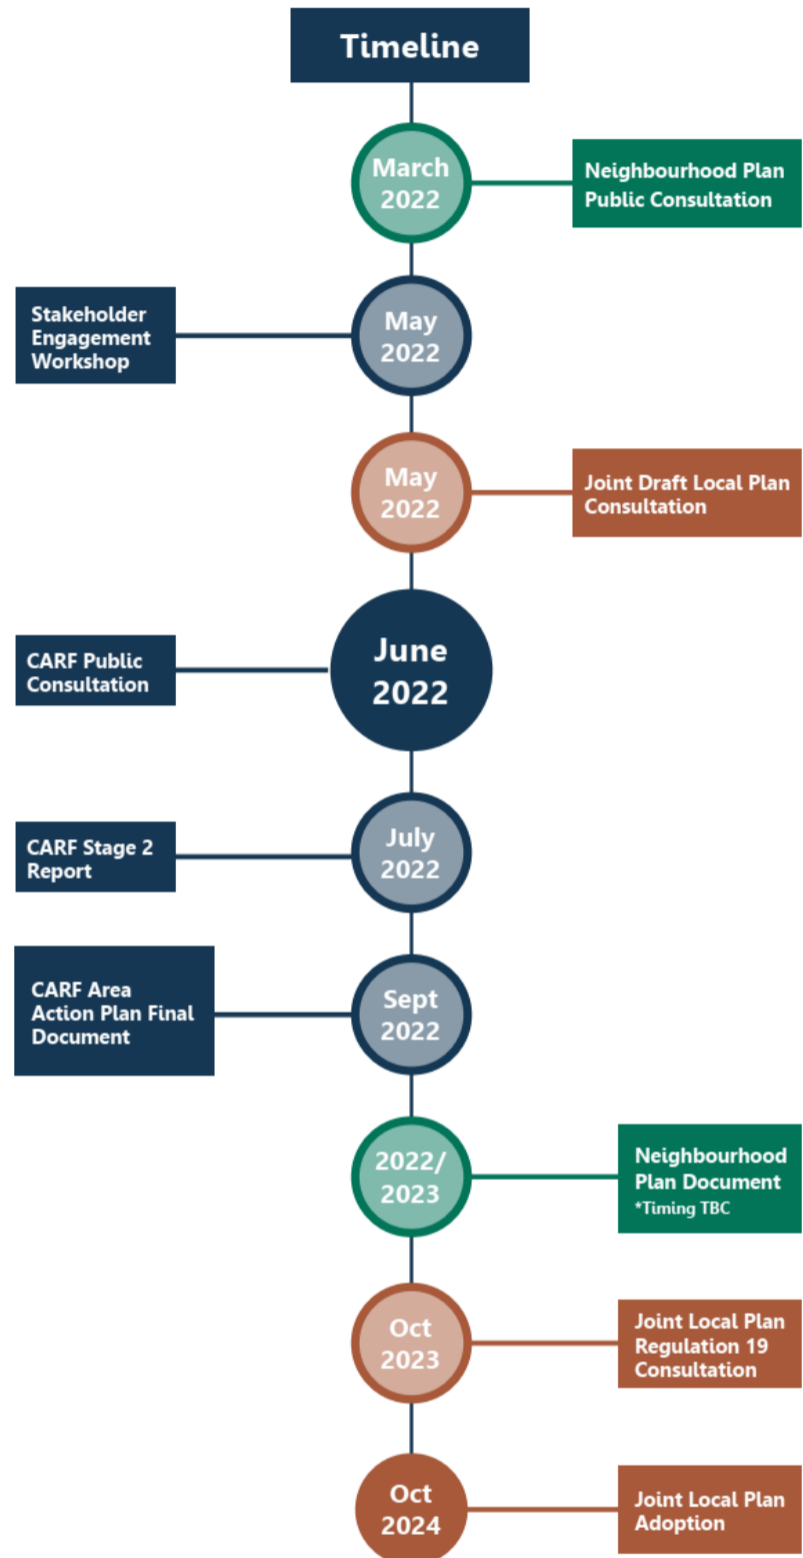 Timeline
March
2022
Neighbourhood Plan
Public Consultation
Stakeholder
Engagement
Workshop
May
2022
May
2022
Joint Draft Local Plan
Consultation
CARF Public
Consultation
June
2022
CARF Stage 2
Report
July
2022
CARF Area
Action Plan Final
Document
Sept
2022
2022/
2023
Neighbourhood
Plan Document
*Timing TBC
Oct
2023
Joint Local Plan
Regulation 19
Consultation
Oct
2024
Joint Local Plan
Adoption